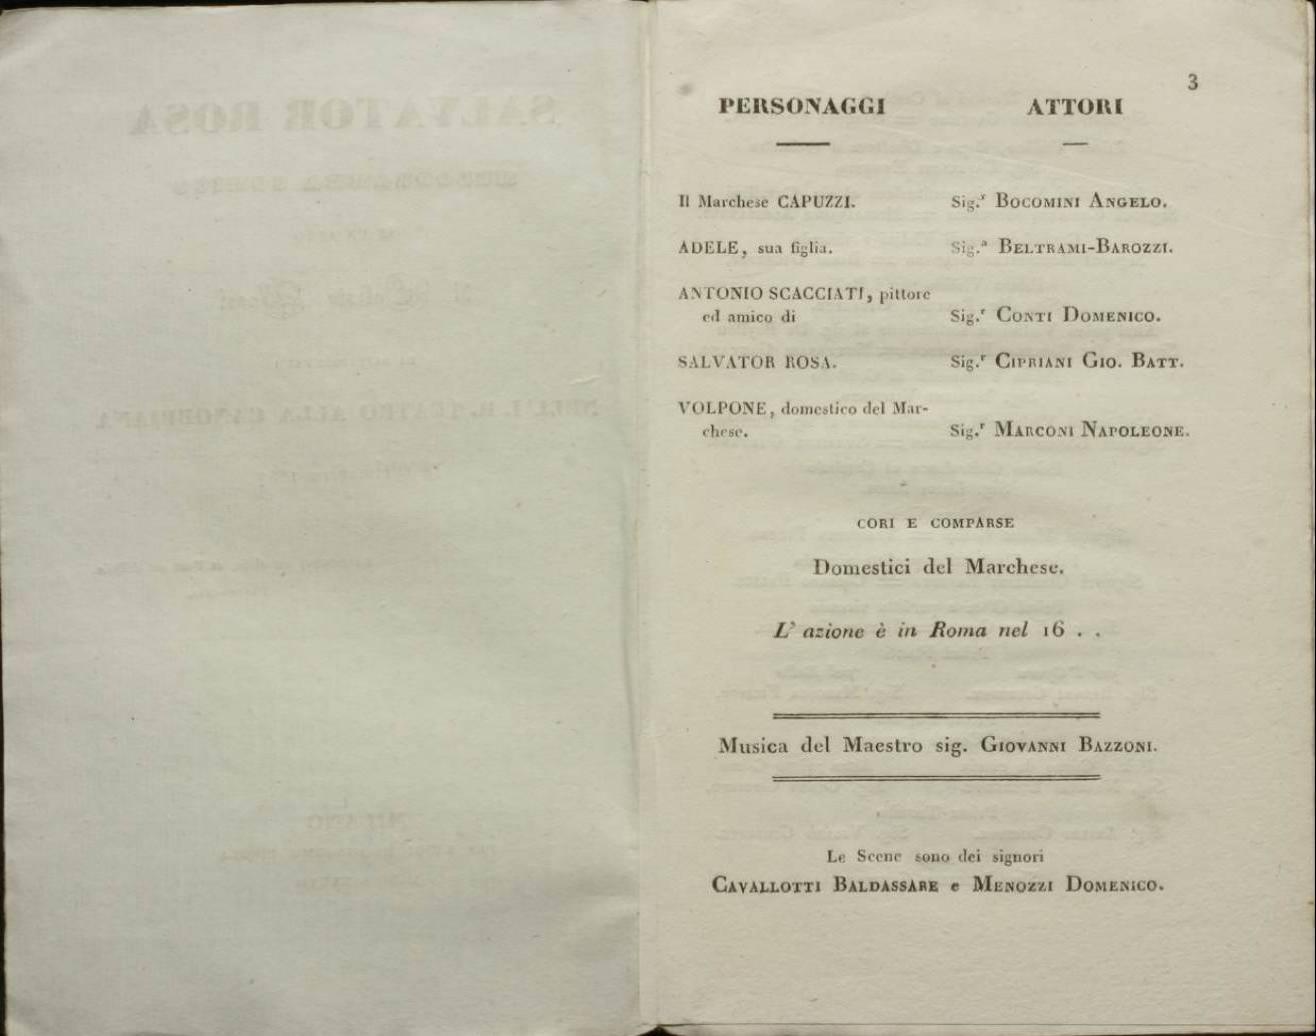 3
PERSONAGGI ATTORI
Il Marchese CAPUZZI. Sig.r BOCOMINI ANGELO.
ADELE, sua figlia. Sig.a BELTRAMI-BAROZZI.
ANTONIO SCACCIATI, pittore
ed amico di Sig.r CONTI DOMENICO.
SALVATOR ROSA. Sig.r CIPRIANI GIO. BATT.
VOLPONE, domestico del Mar-
chese. Sig.r MARCONI NAPOLEONE.
CORI E COMPARSE
Domestici del Marchese.
L' azione è in Roma nel 16 . .
Musica del Maestro sig. GIOVANNI BAZZONI.
Le Scene sono dei signori
CAVALLOTTI BALDASSARE e MENOZZI DOMENICO.